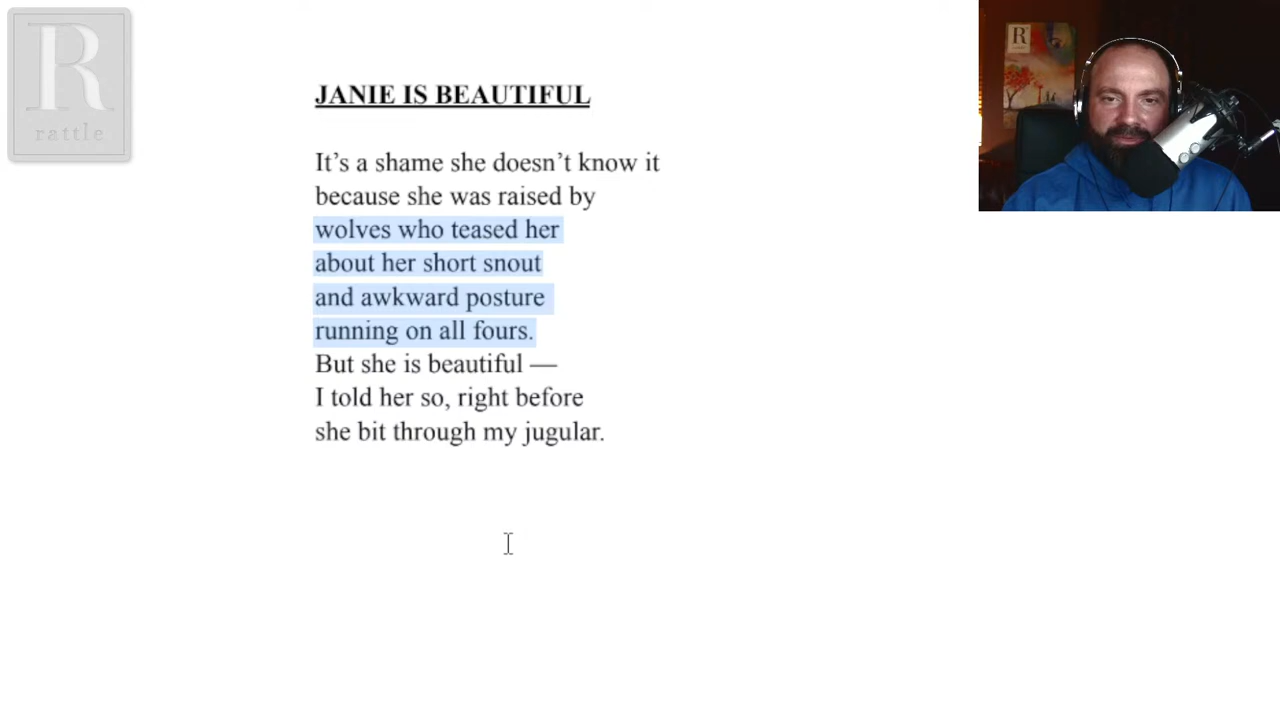 R
rattle
R
JANIE IS BEAUTIFUL
It’s a shame she doesn’t know it
because she was raised by
wolves who teased her
about her short snout
and awkward posture
running on all fours.
But she is beautiful —
I told her so, right before
she bit through my jugular.